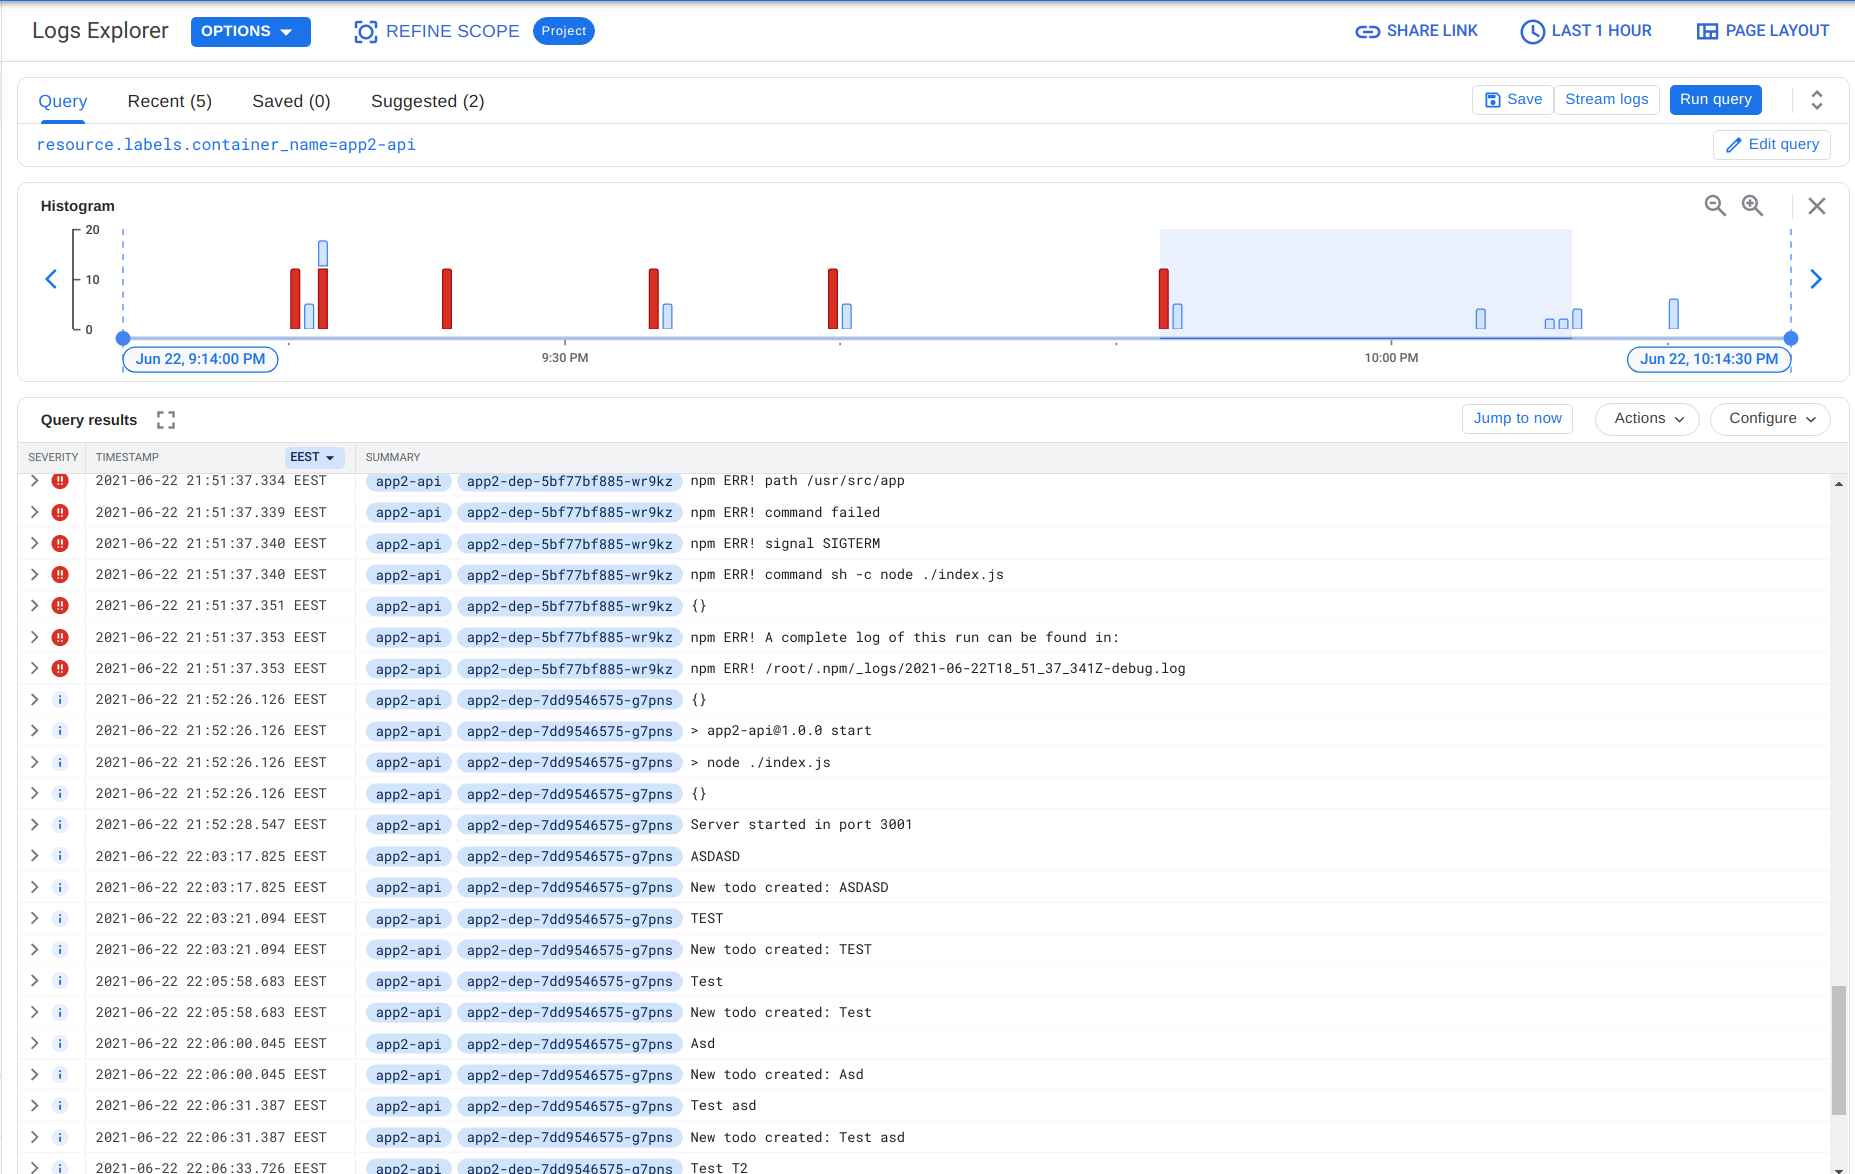 Logs Explorer OPTIONS REFINE SCOPE Project SHARE LINK LAST 1 HOUR PAGE LAYOUT
Query Recent (5) Saved (0) Suggested (2) Save Stream logs Run query
resource.labels.container_name=app2-api Edit query
Histogram
20
10
0
9:30 PM 10:00 PM
Jun 22, 9:14:00 PM Jun 22, 10:14:30 PM
Query results Jump to now Actions Configure
SEVERITY TIMESTAMP EEST SUMMARY
2021-06-22 21:51:37.334 EEST app2-api app2-dep-5bf77bf885-wr9kz npm ERR! path /usr/src/app
2021-06-22 21:51:37.339 EEST app2-api app2-dep-5bf77bf885-wr9kz npm ERR! command failed
2021-06-22 21:51:37.340 EEST app2-api app2-dep-5bf77bf885-wr9kz npm ERR! signal SIGTERM
2021-06-22 21:51:37.340 EEST app2-api app2-dep-5bf77bf885-wr9kz npm ERR! command sh -c node ./index.js
2021-06-22 21:51:37.351 EEST app2-api app2-dep-5bf77bf885-wr9kz {}
2021-06-22 21:51:37.353 EEST app2-api app2-dep-5bf77bf885-wr9kz npm ERR! A complete log of this run can be found in:
2021-06-22 21:51:37.353 EEST app2-api app2-dep-5bf77bf885-wr9kz npm ERR! /root/.npm/_logs/2021-06-22T18_51_37_341Z-debug.log
2021-06-22 21:52:26.126 EEST app2-api app2-dep-7dd9546575-g7pns {}
2021-06-22 21:52:26.126 EEST app2-api app2-dep-7dd9546575-g7pns > app2-api@1.0.0 start
2021-06-22 21:52:26.126 EEST app2-api app2-dep-7dd9546575-g7pns > node ./index.js
2021-06-22 21:52:26.126 EEST app2-api app2-dep-7dd9546575-g7pns {}
2021-06-22 21:52:28.547 EEST app2-api app2-dep-7dd9546575-g7pns Server started in port 3001
2021-06-22 22:03:17.825 EEST app2-api app2-dep-7dd9546575-g7pns ASDASD
2021-06-22 22:03:17.825 EEST app2-api app2-dep-7dd9546575-g7pns New todo created: ASDASD
2021-06-22 22:03:21.094 EEST app2-api app2-dep-7dd9546575-g7pns TEST
2021-06-22 22:03:21.094 EEST app2-api app2-dep-7dd9546575-g7pns New todo created: TEST
2021-06-22 22:05:58.683 EEST app2-api app2-dep-7dd9546575-g7pns Test
2021-06-22 22:05:58.683 EEST app2-api app2-dep-7dd9546575-g7pns New todo created: Test
2021-06-22 22:06:00.045 EEST app2-api app2-dep-7dd9546575-g7pns Asd
2021-06-22 22:06:00.045 EEST app2-api app2-dep-7dd9546575-g7pns New todo created: Asd
2021-06-22 22:06:31.387 EEST app2-api app2-dep-7dd9546575-g7pns Test asd
2021-06-22 22:06:31.387 EEST app2-api app2-dep-7dd9546575-g7pns New todo created: Test asd
2021-06-22 22:06:33.726 EEST app2-api app2-dep-7dd9546575-g7pns Test T2